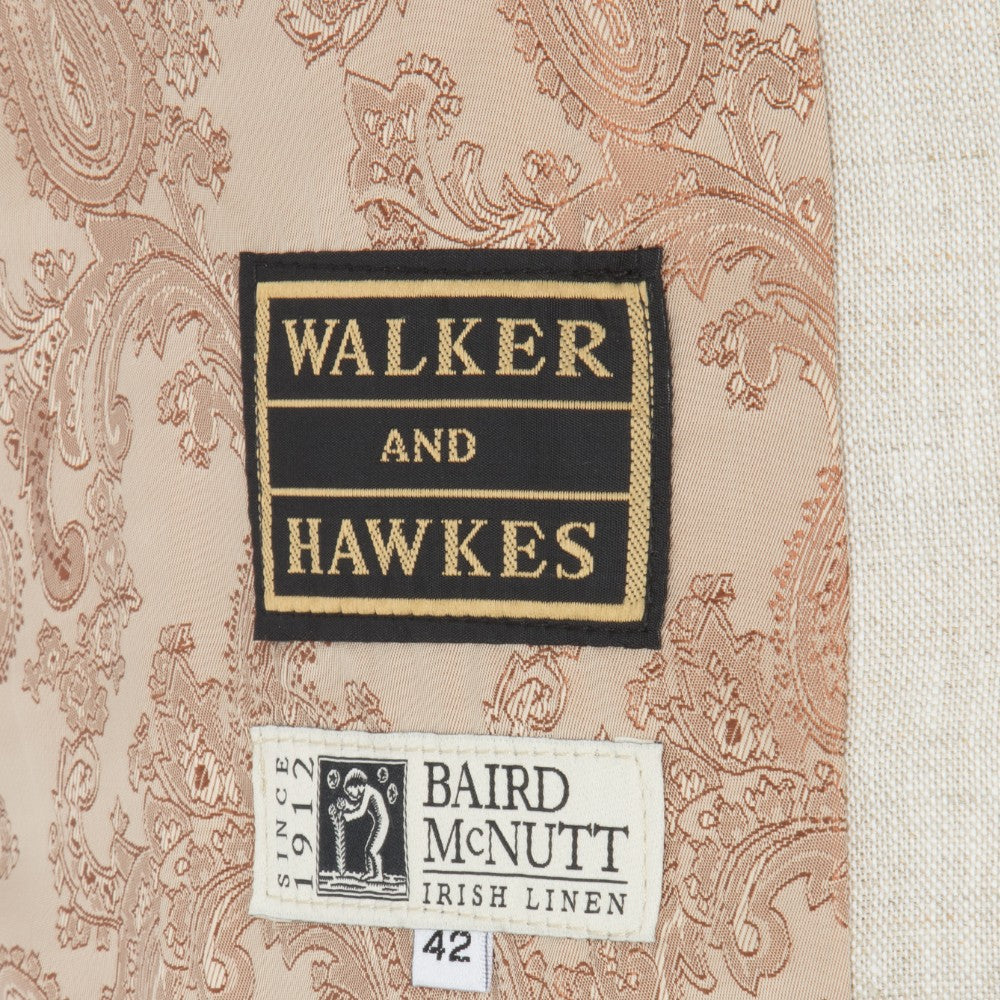 WALKER
AND
HAWKES
SINCE
1912
BAIRD
McNUTT
IRISH LINEN
42